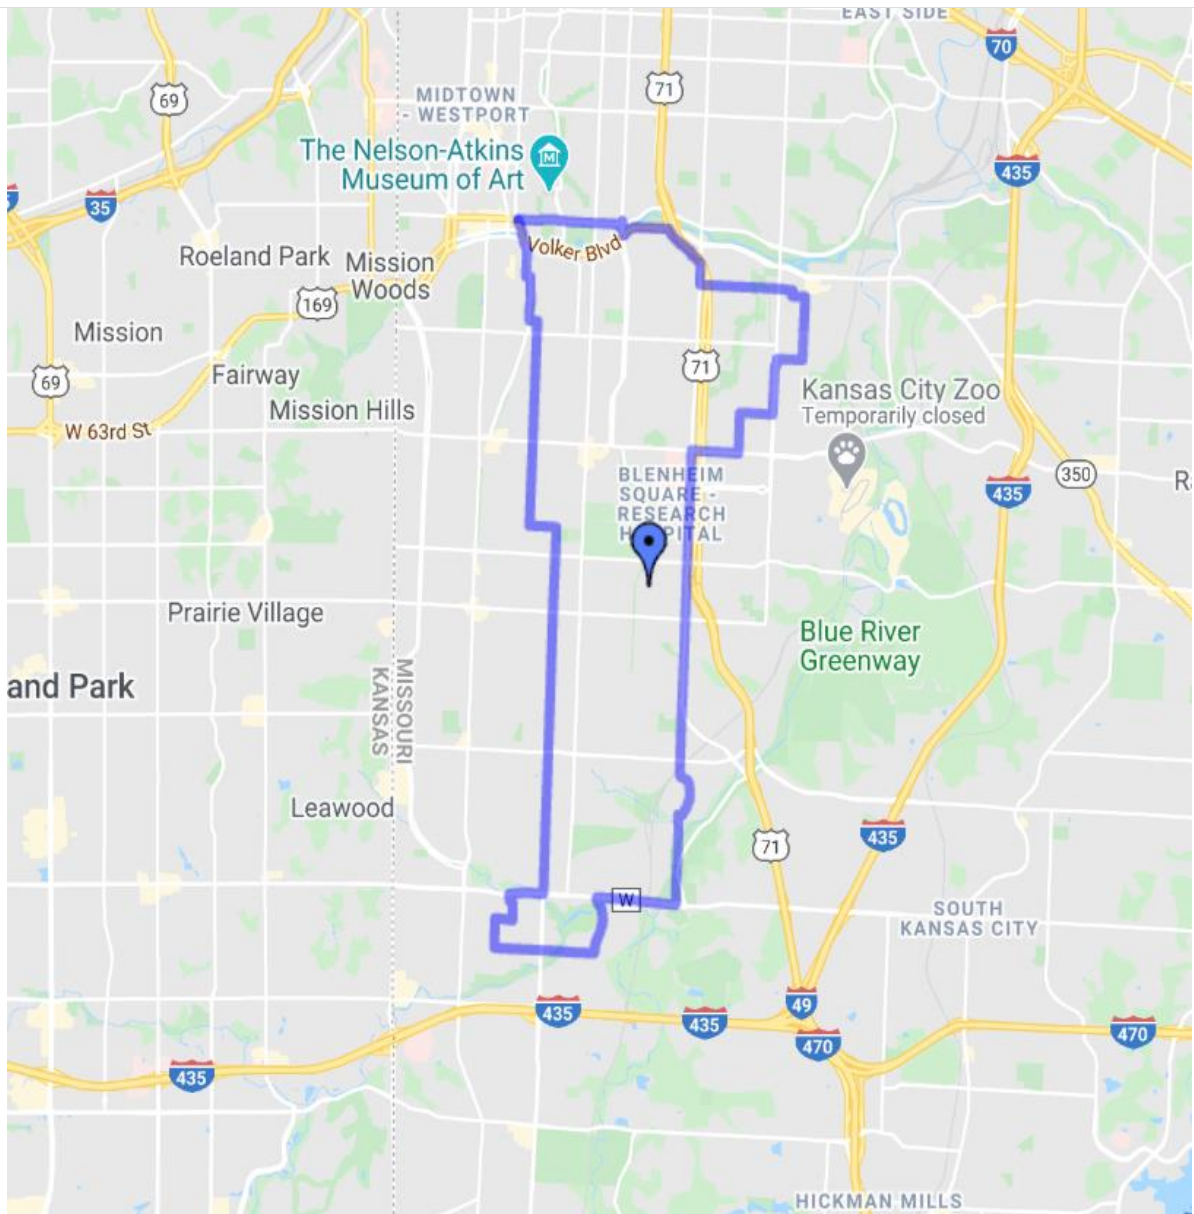 EAST SIDE
70
69
71
MIDTOWN
- WESTPORT
The Nelson-Atkins
Museum of Art
M
435
35
Volker Blvd
Roeland Park
Mission
Woods
169
Mission
71
69
Fairway
Kansas City Zoo
Temporarily closed
Mission Hills
W 63rd St
BLENHEIM
SQUARE -
RESEARCH
350
435
Prairie Village
Blue River
Greenway
and Park
MISSOURI
KANSAS
Leawood
435
71
W
SOUTH
KANSAS CITY
49
435
435
470
470
435
HICKMAN MILLS